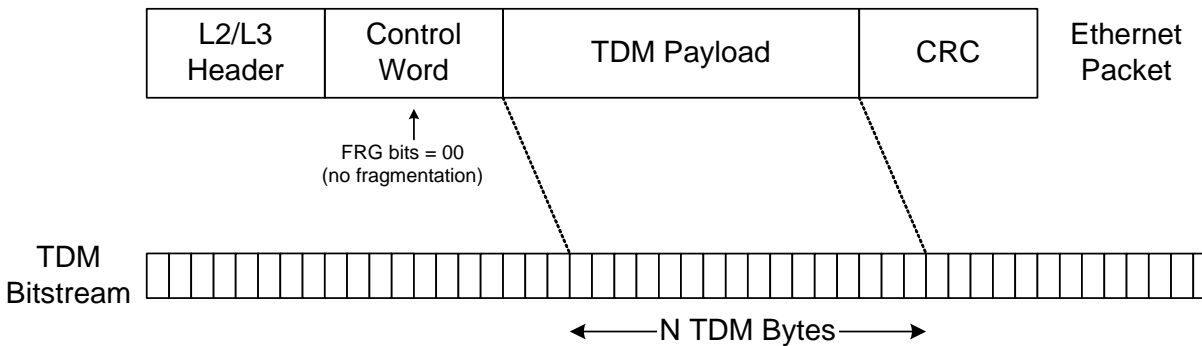 L2/L3 Header
Control Word
TDM Payload
CRC
Ethernet Packet
FRG bits = 00
(no fragmentation)
TDM Bitstream
N TDM Bytes